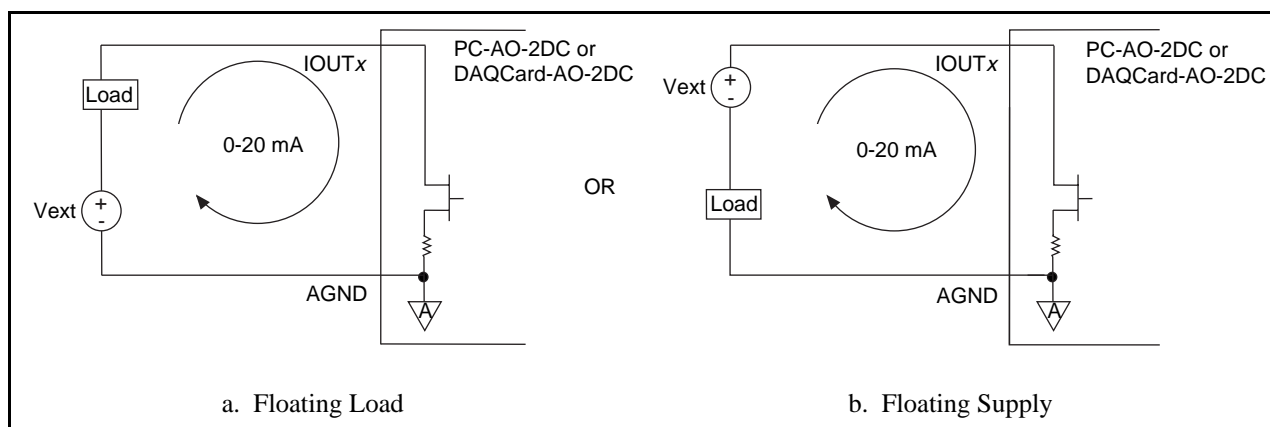 PC-AO-2DC or
DAQCard-AO-2DC
IOUTx
Load
0-20 mA
Vext
+
-
AGND
A
a. Floating Load
OR
PC-AO-2DC or
DAQCard-AO-2DC
IOUTx
Vext
+
-
0-20 mA
Load
AGND
A
b. Floating Supply